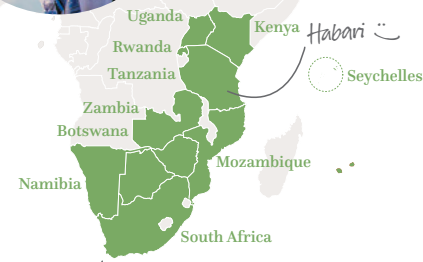 Uganda
Kenya
Habari
Rwanda
Tanzania
Seychelles
Zambia
Botswana
Mozambique
Namibia
South Africa